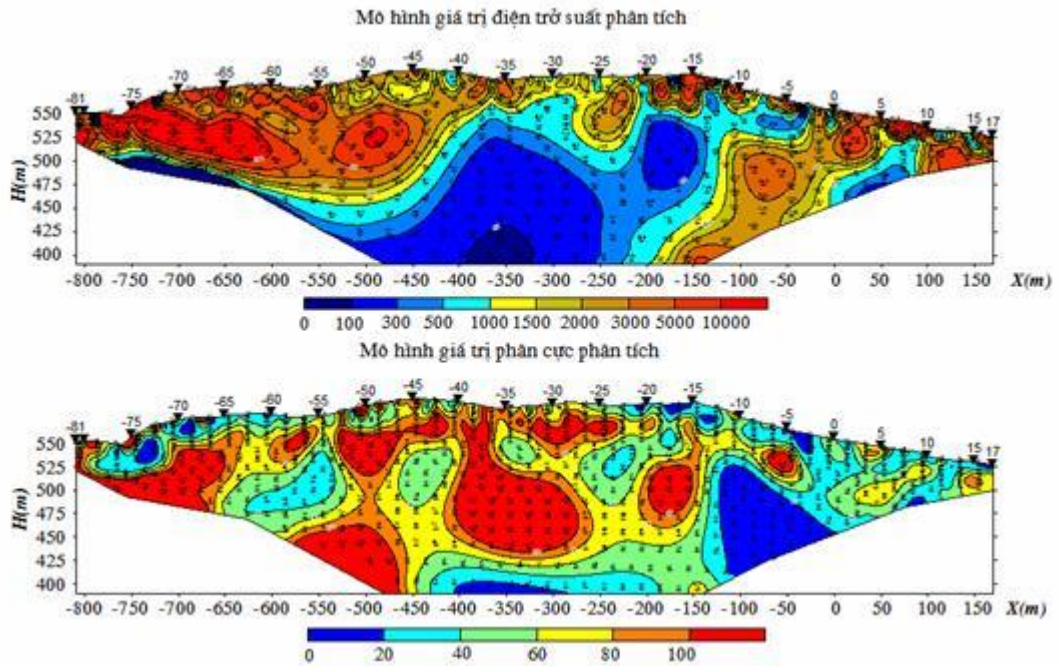 Mô hình giá trị điện trở suất phân tích
-81 -75 -70 -65 -60 -55 -50 -45 -40 -35 -30 -25 -20 -15 -10 -5 0 5 10 15 17
H(m)
550
525
500
475
450
425
400
-800 -750 -700 -650 -600 -550 -500 -450 -400 -350 -300 -250 -200 -150 -100 -50 0 50 100 150 X(m)
0 100 300 500 1000 1500 2000 3000 5000 10000
Mô hình giá trị phân cực phân tích
-81 -75 -70 -65 -60 -55 -50 -45 -40 -35 -30 -25 -20 -15 -10 -5 0 5 10 15 17
H(m)
550
525
500
475
450
425
400
-800 -750 -700 -650 -600 -550 -500 -450 -400 -350 -300 -250 -200 -150 -100 -50 0 50 100 150 X(m)
0 20 40 60 80 100